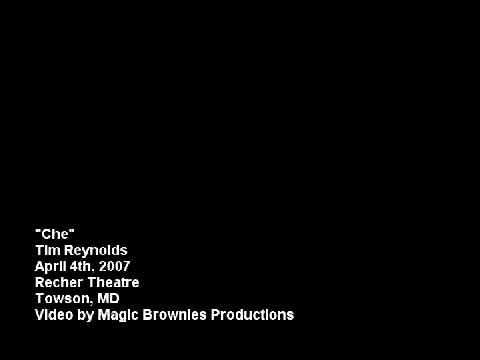 "Che"
Tim Reynolds
April 4th, 2007
Recher Theatre
Towson, MD
Video by Magic Brownies Productions